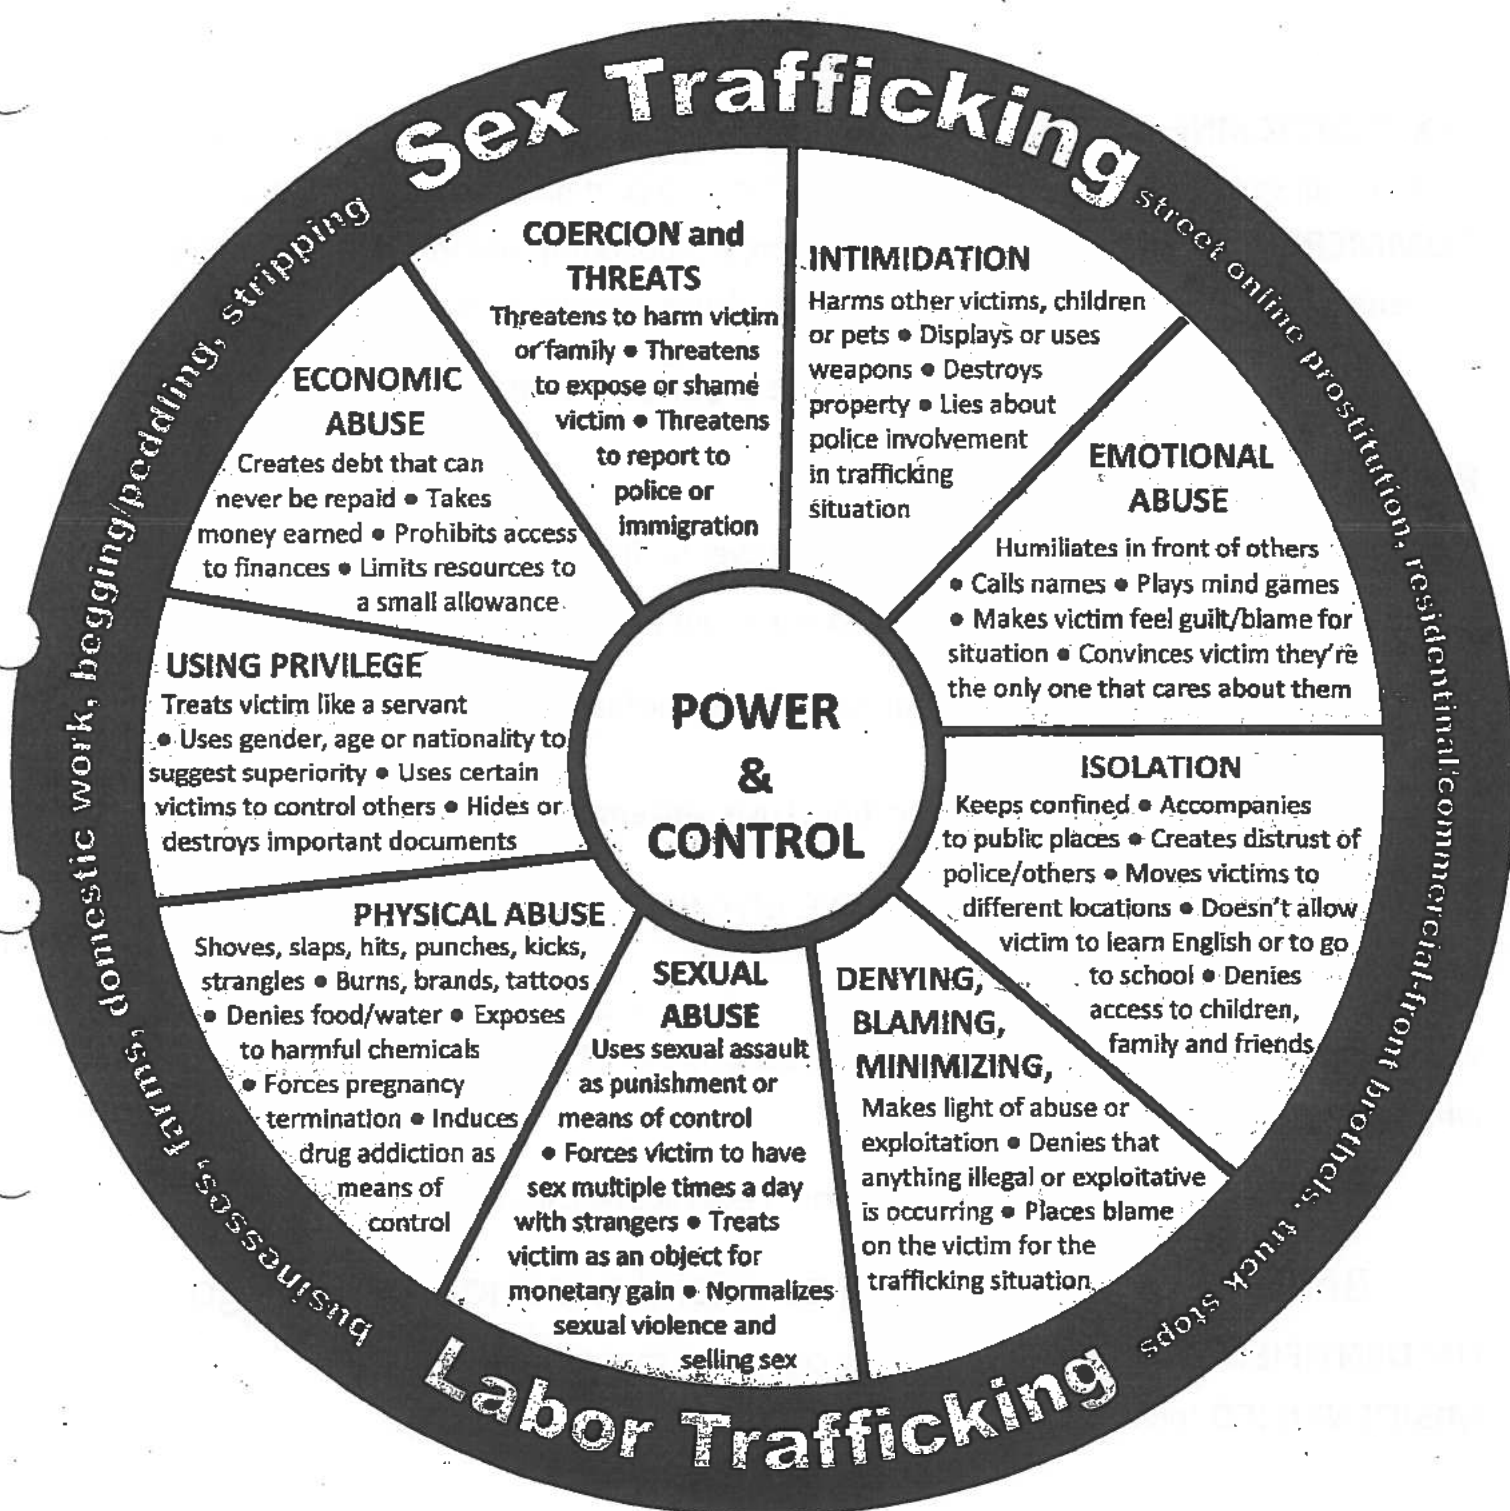 Sex Trafficking
street online prostitution, residentinal/commercial-front brothels, truck stops
Labor Trafficking
businesses, farms, domestic work, begging/peddling, stripping
POWER
&
CONTROL
COERCION and
THREATS
Threatens to harm victim
or family ● Threatens
to expose or shame
victim ● Threatens
to report to
police or
immigration
INTIMIDATION
Harms other victims, children
or pets ● Displays or uses
weapons ● Destroys
property ● Lies about
police involvement
in trafficking
situation
EMOTIONAL
ABUSE
Humiliates in front of others
● Calls names ● Plays mind games
● Makes victim feel guilt/blame for
situation ● Convinces victim they're
the only one that cares about them
ISOLATION
Keeps confined ● Accompanies
to public places ● Creates distrust of
police/others ● Moves victims to
different locations ● Doesn't allow
victim to learn English or to go
to school ● Denies
access to children,
family and friends
DENYING,
BLAMING,
MINIMIZING,
Makes light of abuse or
exploitation ● Denies that
anything illegal or exploitative
is occurring ● Places blame
on the victim for the
trafficking situation
SEXUAL
ABUSE
Uses sexual assault
as punishment or
means of control
● Forces victim to have
sex multiple times a day
with strangers ● Treats
victim as an object for
monetary gain ● Normalizes
sexual violence and
selling sex
PHYSICAL ABUSE
Shoves, slaps, hits, punches, kicks,
strangles ● Burns, brands, tattoos
● Denies food/water ● Exposes
to harmful chemicals
● Forces pregnancy
termination ● Induces
drug addiction as
means of
control
USING PRIVILEGE
Treats victim like a servant
● Uses gender, age or nationality to
suggest superiority ● Uses certain
victims to control others ● Hides or
destroys important documents
ECONOMIC
ABUSE
Creates debt that can
never be repaid ● Takes
money earned ● Prohibits access
to finances ● Limits resources to
a small allowance